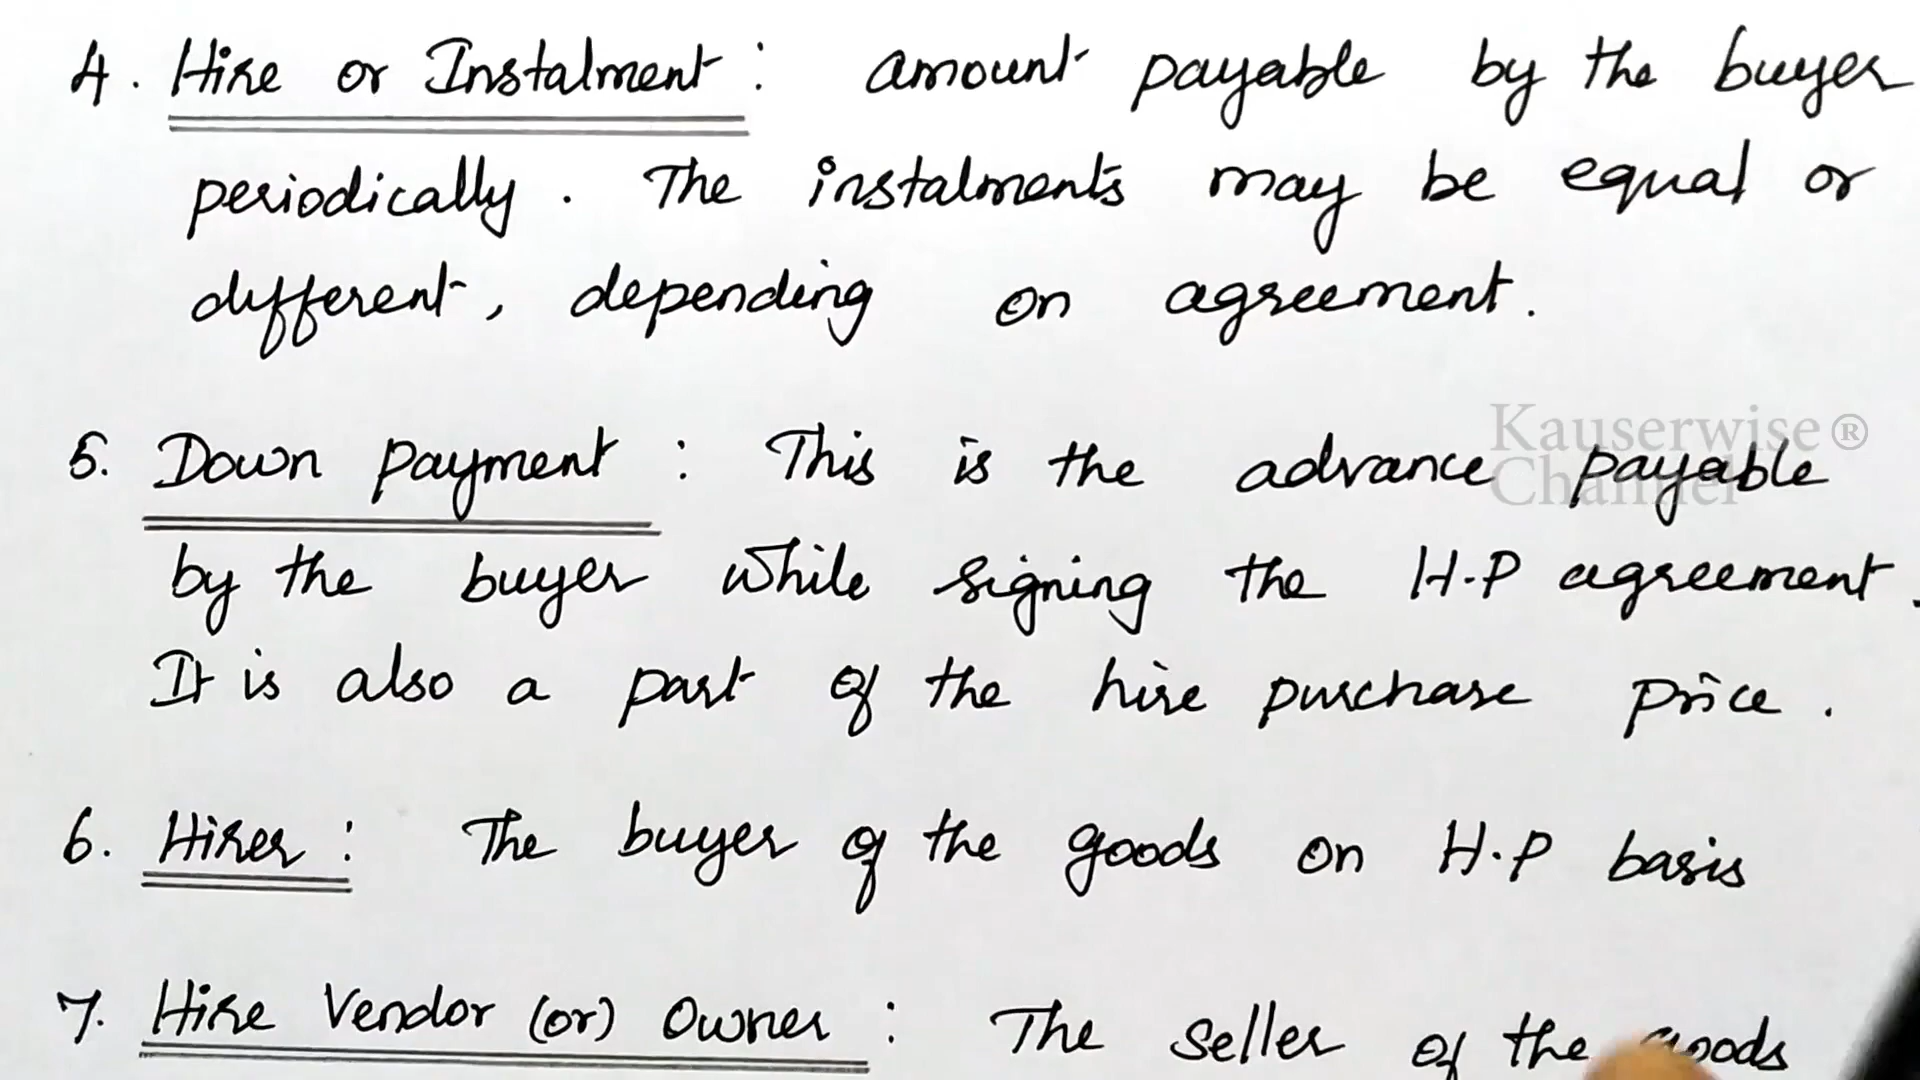 4. Hire or Instalment : amount payable by the buyer
periodically. The instalments may be equal or
different, depending on agreement.
Kauserwise®
Channel
5. Down payment : This is the advance payable
by the buyer while signing the H.P agreement.
It is also a part of the hire purchase price.
6. Hirer : The buyer of the goods on H.P basis
7. Hire Vendor (or) Owner : The Seller of the goods